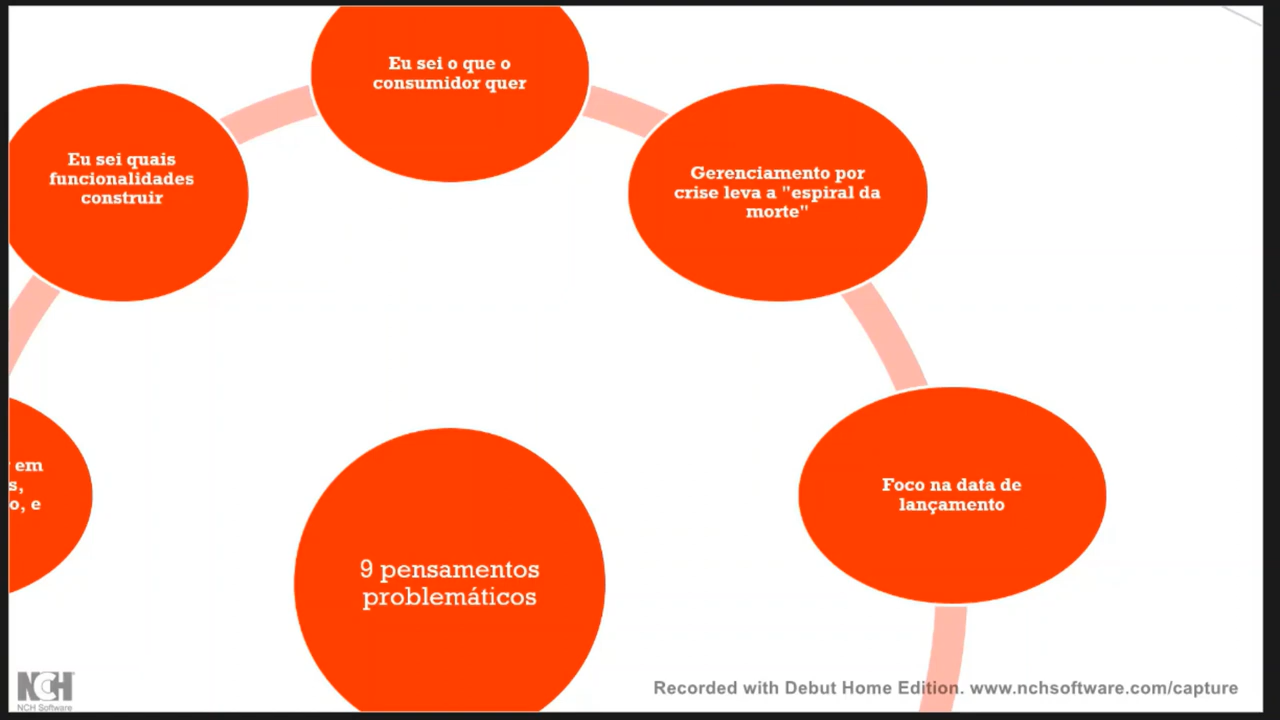 Eu sei o que o
consumidor quer
Eu sei quais
funcionalidades
construir
Gerenciamento por
crise leva a "espiral da
morte"
em
s,
o, e
Foco na data de
lançamento
9 pensamentos
problemáticos
NCH
NCH Software
Recorded with Debut Home Edition. www.nchsoftware.com/capture